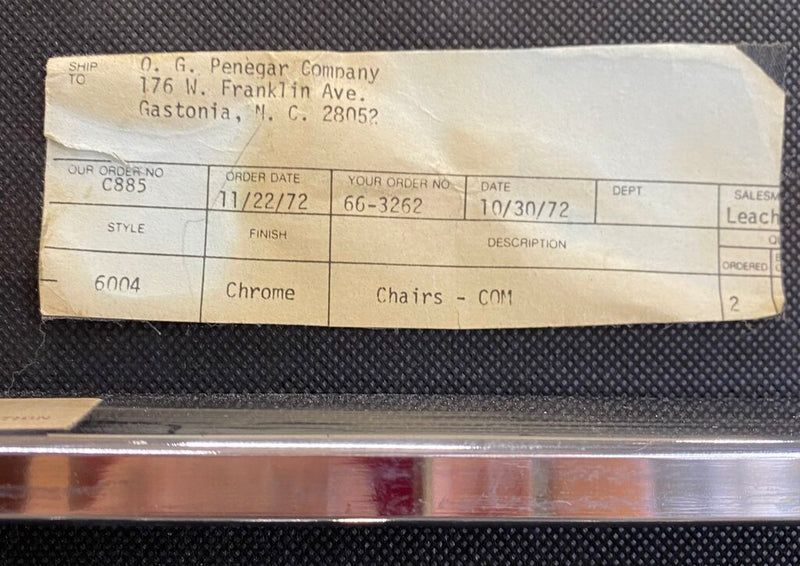 SHIP TO
O. G. Penegar Company
176 W. Franklin Ave.
Gastonia, N. C. 28052
OUR ORDER NO ORDER DATE YOUR ORDER NO DATE DEPT SALESM
C885 11/22/72 66-3262 10/30/72 Leach
STYLE FINISH DESCRIPTION
ORDERED
6004 Chrome Chairs - COM 2